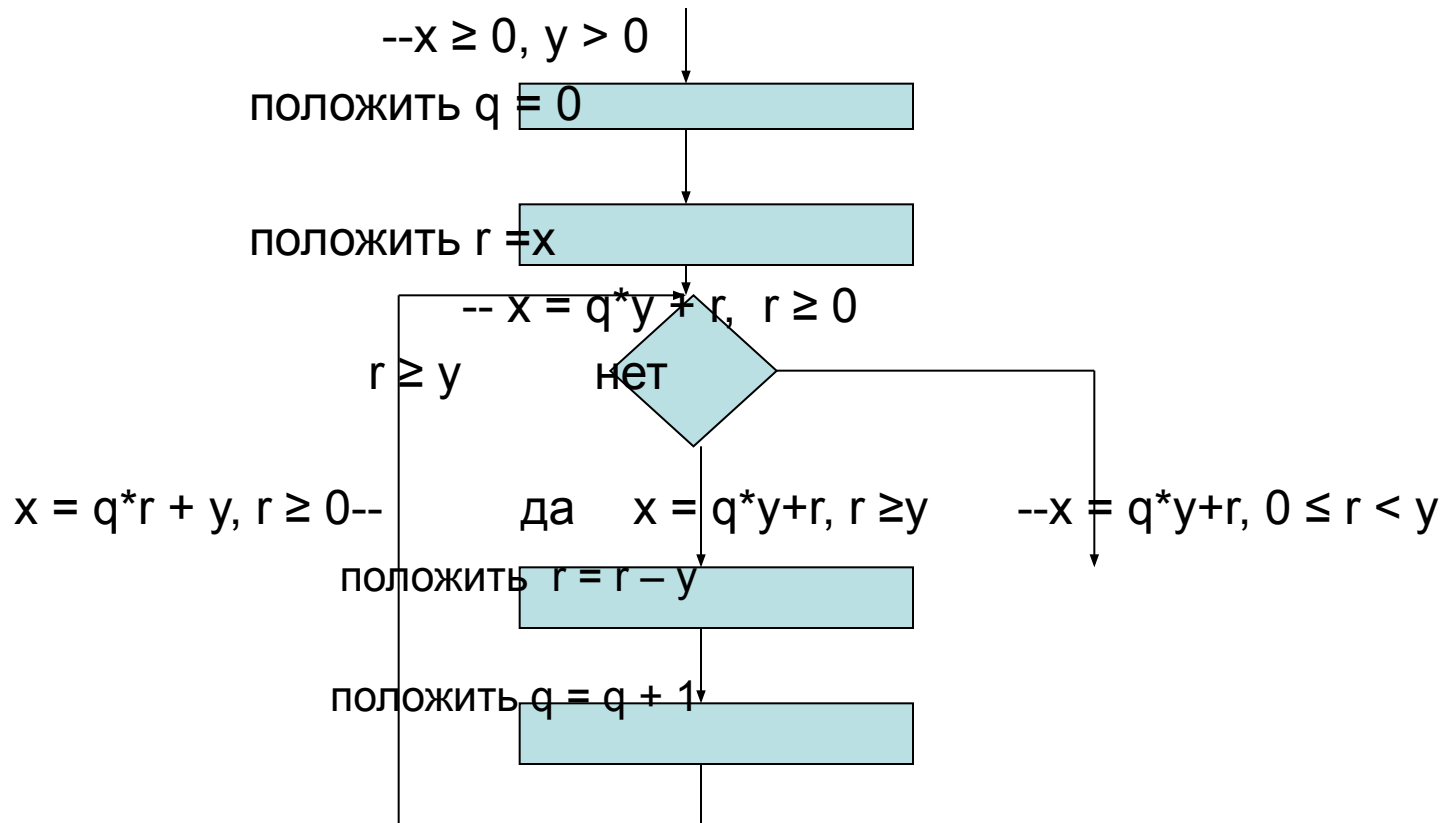 --x ≥ 0, y > 0
положить q = 0
положить r =x
-- x = q*y + r, r ≥ 0
r ≥ y нет
x = q*r + y, r ≥ 0-- да x = q*y+r, r ≥y --x = q*y+r, 0 ≤ r < y
положить r = r – y
положить q = q + 1